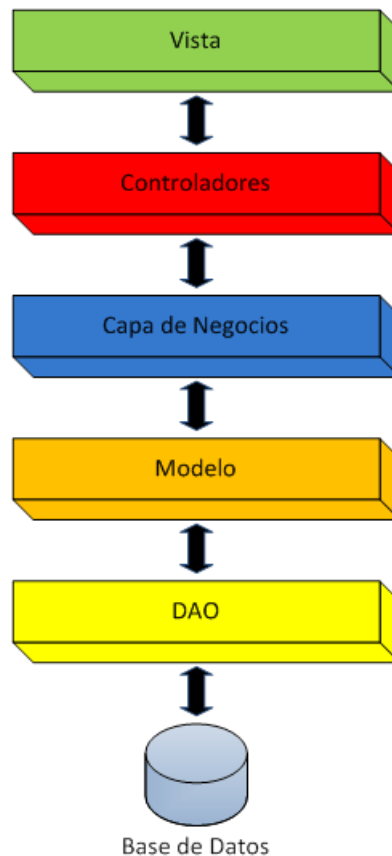 Vista
Controladores
Capa de Negocios
Modelo
DAO
Base de Datos